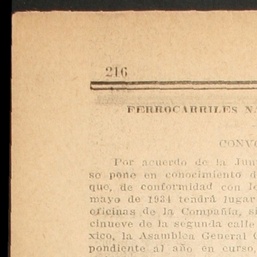 216
FERROCARRILES NA
CONVO
Por acuerdo de la Jun
se pone en conocimiento d
que, de conformidad con l
mayo de 1934 tendrá lugar
oficinas de la Compañía, s
cinueve de la segunda calle
xico, la Asamblea General O
pondiente al año en curso,